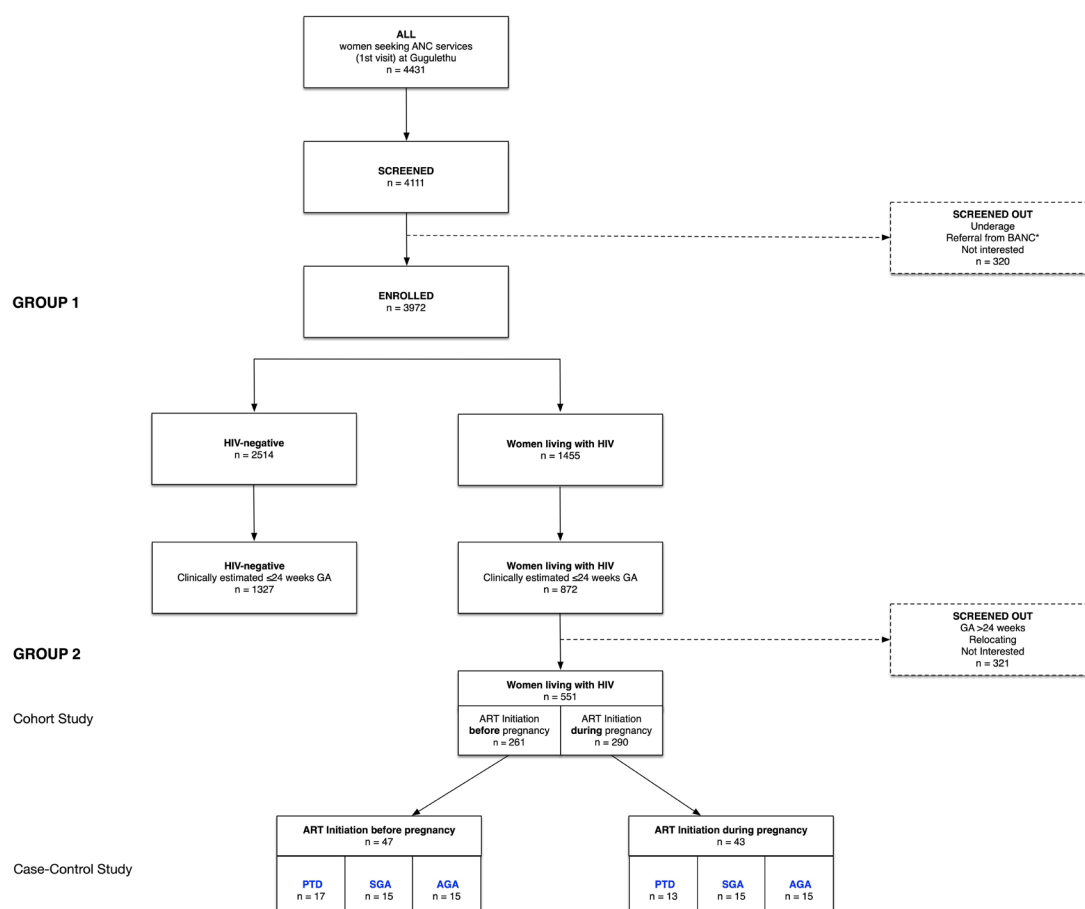 ALL
women seeking ANC services
(1st visit) at Gugulethu
n = 4431
SCREENED
n = 4111
SCREENED OUT
Underage
Referral from BANC*
Not interested
n = 320
GROUP 1
ENROLLED
n = 3972
HIV-negative
n = 2514
Women living with HIV
n = 1455
HIV-negative
Clinically estimated ≤24 weeks GA
n = 1327
Women living with HIV
Clinically estimated ≤24 weeks GA
n = 872
SCREENED OUT
GA >24 weeks
Relocating
Not Interested
n = 321
GROUP 2
Women living with HIV
n = 551
Cohort Study
ART Initiation
before pregnancy
n = 261
ART Initiation
during pregnancy
n = 290
Case-Control Study
ART Initiation before pregnancy
n = 47
PTD
n = 17
SGA
n = 15
AGA
n = 15
ART Initiation during pregnancy
n = 43
PTD
n = 13
SGA
n = 15
AGA
n = 15